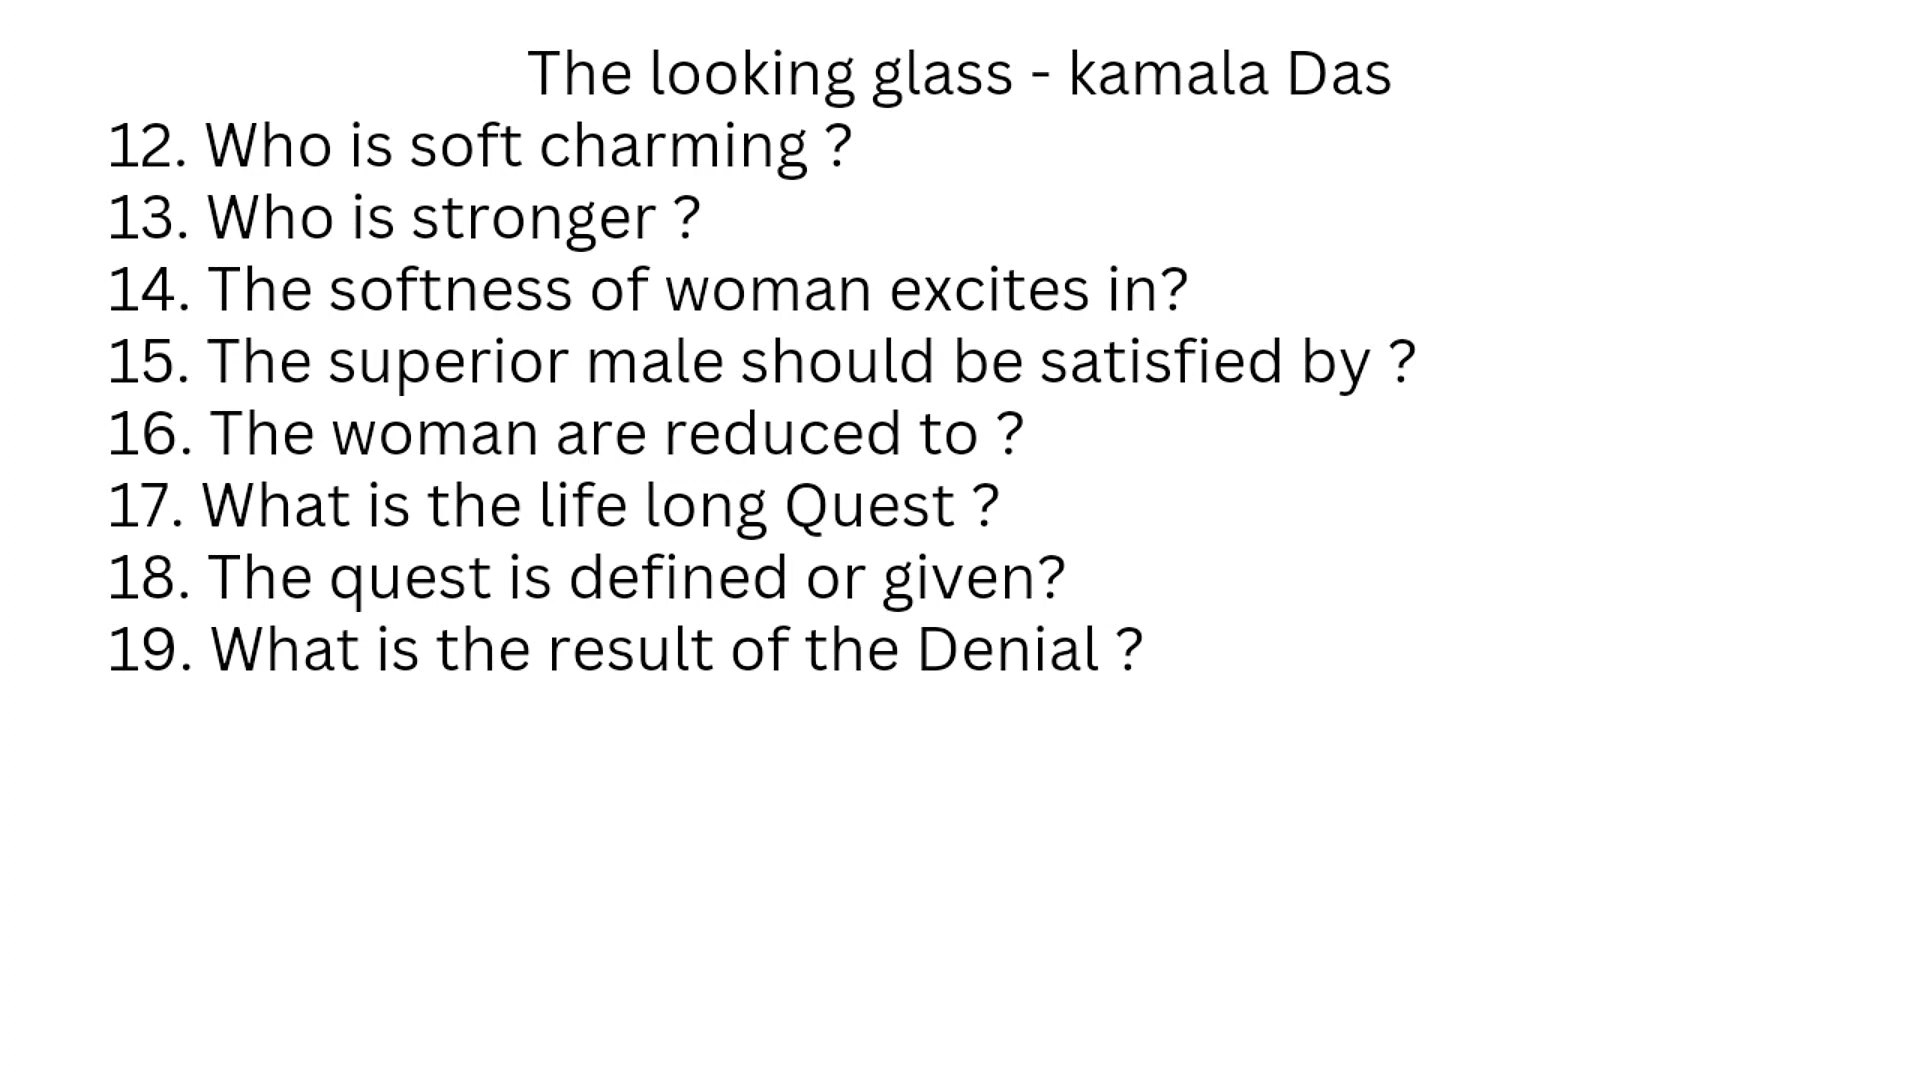 The looking glass - kamala Das
12. Who is soft charming ?
13. Who is stronger ?
14. The softness of woman excites in?
15. The superior male should be satisfied by ?
16. The woman are reduced to ?
17. What is the life long Quest ?
18. The quest is defined or given?
19. What is the result of the Denial ?